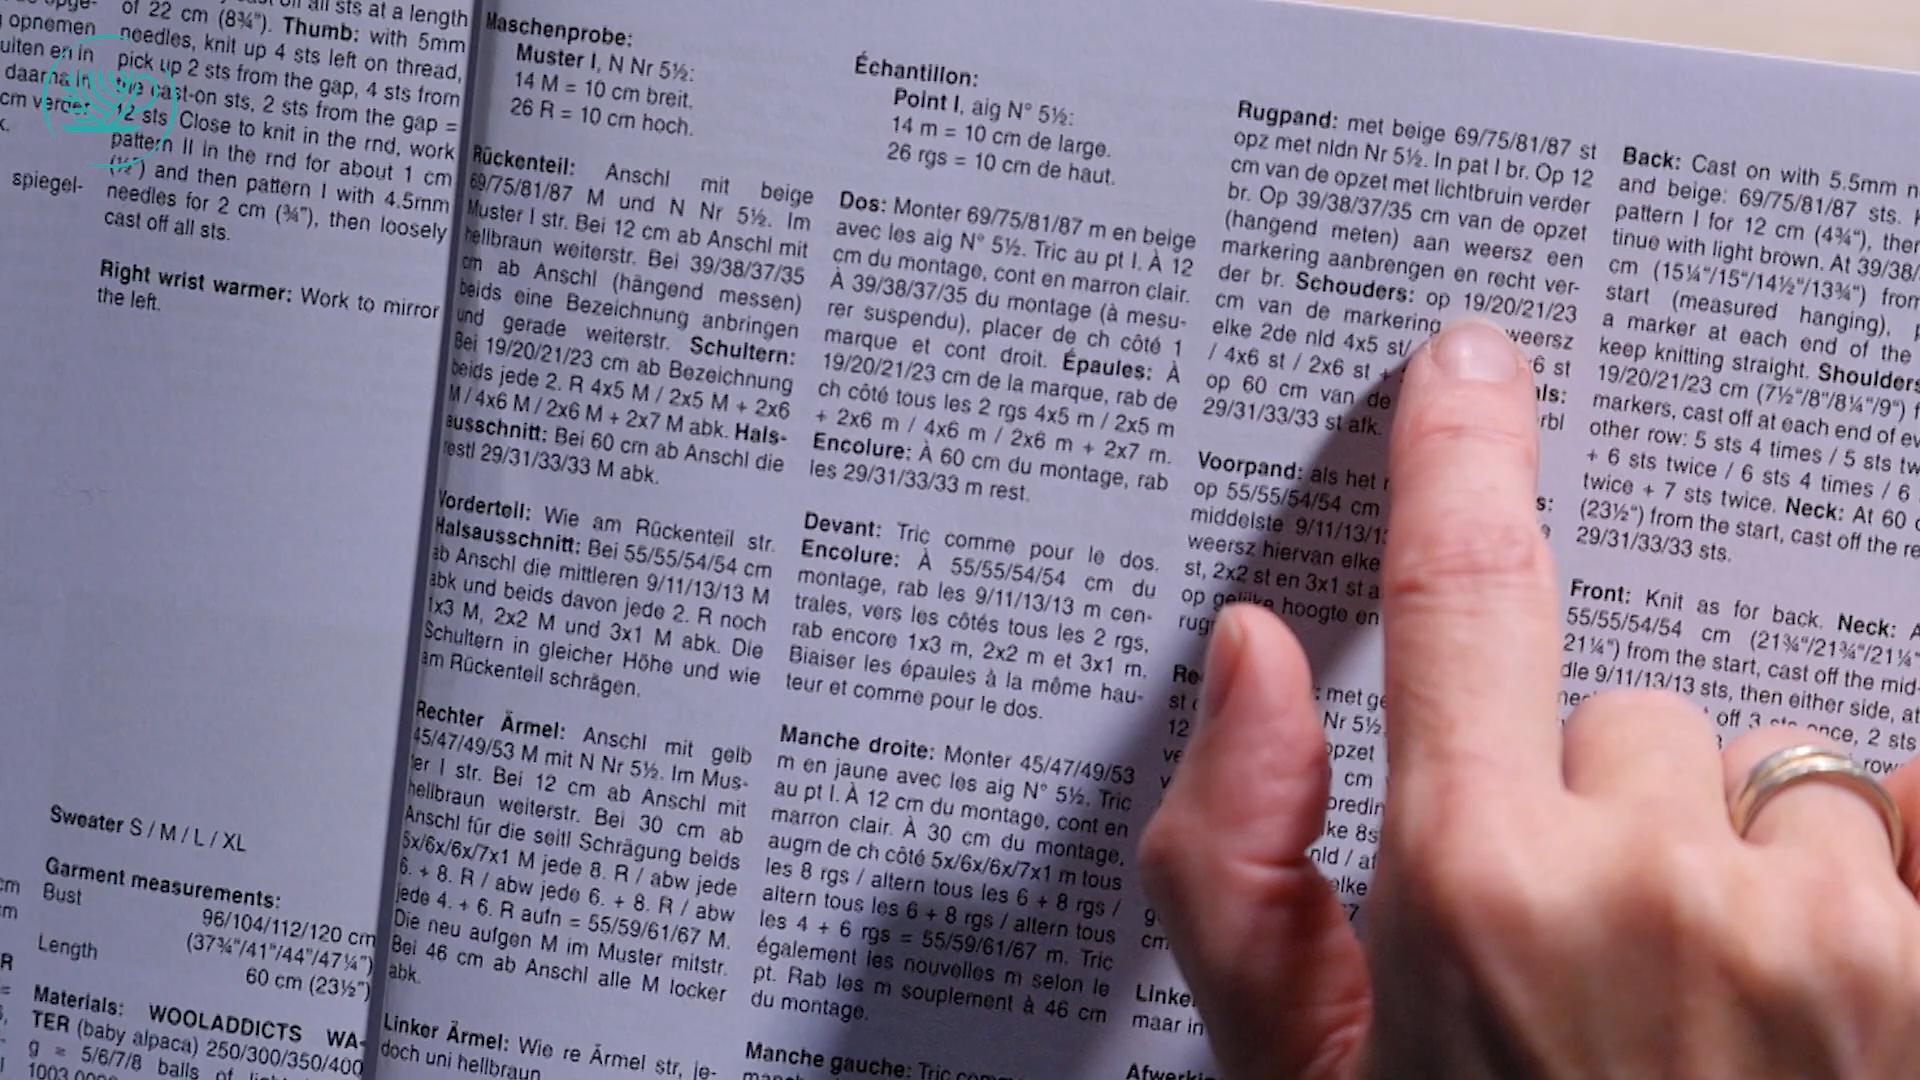 of 22 cm (8¾"). Thumb: with 5mm
needles, knit up 4 sts left on thread,
pick up 2 sts from the gap, 4 sts from
cast-on sts, 2 sts from the gap =
12 sts. Close to knit in the rnd, work
pattern II in the rnd for about 1 cm
and then pattern I with 4.5mm
needles for 2 cm (¾"), then loosely
cast off all sts.
Right wrist warmer: Work to mirror
the left.
spiegel-
Sweater S / M / L / XL
Garment measurements:
Bust
96/104/112/120 cm
(37¾"/41"/44"/47¼")
Length
60 cm (23½")
Materials: WOOLADDICTS WA-
TER (baby alpaca) 250/300/350/400
g = 5/6/7/8 balls of
Maschenprobe:
Muster I, N Nr 5½:
14 M = 10 cm breit.
26 R = 10 cm hoch.
Rückenteil: Anschl mit beige
69/75/81/87 M und N Nr 5½. Im
Muster I str. Bei 12 cm ab Anschl mit
hellbraun weiterstr. Bei 39/38/37/35
cm ab Anschl (hängend messen)
beids eine Bezeichnung anbringen
und gerade weiterstr. Schultern:
Bei 19/20/21/23 cm ab Bezeichnung
beids jede 2. R 4x5 M / 2x5 M + 2x6
M / 4x6 M / 2x6 M + 2x7 M abk. Hals-
ausschnitt: Bei 60 cm ab Anschl die
restl 29/31/33/33 M abk.
Vorderteil: Wie am Rückenteil str.
Halsausschnitt: Bei 55/55/54/54 cm
ab Anschl die mittleren 9/11/13/13 M
abk und beids davon jede 2. R noch
1x3 M, 2x2 M und 3x1 M abk. Die
Schultern in gleicher Höhe und wie
am Rückenteil schrägen.
Rechter Ärmel: Anschl mit gelb
45/47/49/53 M mit N Nr 5½. Im Mus-
ter I str. Bei 12 cm ab Anschl mit
hellbraun weiterstr. Bei 30 cm ab
Anschl für die seitl Schrägung beids
5x/6x/6x/7x1 M jede 8. R / abw jede
6. + 8. R / abw jede 6. + 8. R / abw
jede 4. + 6. R aufn = 55/59/61/67 M.
Die neu aufgen M im Muster mitstr.
Bei 46 cm ab Anschl alle M locker
abk.
Linker Ärmel: Wie re Ärmel str, je-
doch uni hellbraun.
Échantillon:
Point I, aig N° 5½:
14 m = 10 cm de large.
26 rgs = 10 cm de haut.
Dos: Monter 69/75/81/87 m en beige
avec les aig N° 5½. Tric au pt I. À 12
cm du montage, cont en marron clair.
À 39/38/37/35 du montage (à mesu-
rer suspendu), placer de ch côté 1
marque et cont droit. Épaules: À
19/20/21/23 cm de la marque, rab de
ch côté tous les 2 rgs 4x5 m / 2x5 m
+ 2x6 m / 4x6 m / 2x6 m + 2x7 m.
Encolure: À 60 cm du montage, rab
les 29/31/33/33 m rest.
Devant: Tric comme pour le dos.
Encolure: À 55/55/54/54 cm du
montage, rab les 9/11/13/13 m cen-
trales, vers les côtés tous les 2 rgs,
rab encore 1x3 m, 2x2 m et 3x1 m.
Biaiser les épaules à la même hau-
teur et comme pour le dos.
Manche droite: Monter 45/47/49/53
m en jaune avec les aig N° 5½. Tric
au pt I. À 12 cm du montage, cont en
marron clair. À 30 cm du montage,
augm de ch côté 5x/6x/6x/7x1 m tous
les 8 rgs / altern tous les 6 + 8 rgs /
altern tous les 6 + 8 rgs / altern tous
les 4 + 6 rgs = 55/59/61/67 m. Tric
également les nouvelles m selon le
pt. Rab les m souplement à 46 cm
du montage.
Manche gauche: Tric
Rugpand: met beige 69/75/81/87 st
opz met nldn Nr 5½. In pat I br. Op 12
cm van de opzet met lichtbruin verder
br. Op 39/38/37/35 cm van de opzet
(hangend meten) aan weersz een
markering aanbrengen en recht ver-
der br. Schouders: op 19/20/21/23
cm van de markering weersz
elke 2de nld 4x5 st/
/ 4x6 st / 2x6 st + st
op 60 cm van de
29/31/33/33 st afk.
Voorpand: als het
op 55/55/54/54 cm
middelste
weersz hiervan elke
st, 2x2 st en 3x1 st
op gelijke hoogte en
met
Nr 5½.
opzet
cm
Linke
maar in
Back: Cast on with 5.5mm
and beige: 69/75/81/87 sts.
pattern I for 12 cm (4¾"),
tinue with light brown. At 39/38/
cm (15¼"/15"/14½"/13¾") from
start (measured hanging),
a marker at each end of the
keep knitting straight. Shoulders
19/20/21/23 cm (7½"/8"/8¼"/9")
markers, cast off at each end of
other row: 5 sts 4 times / 5 sts
+ 6 sts twice / 6 sts 4 times / 6
twice + 7 sts twice. Neck: At 60
(23½") from the start, cast off the
29/31/33/33 sts.
Front: Knit as for back. Neck:
55/55/54/54 cm (21¾"/21¾"/21¼"
21¼") from the start, cast off the mid-
dle 9/11/13/13 sts, then either side, at
off 3 sts once, 2 sts